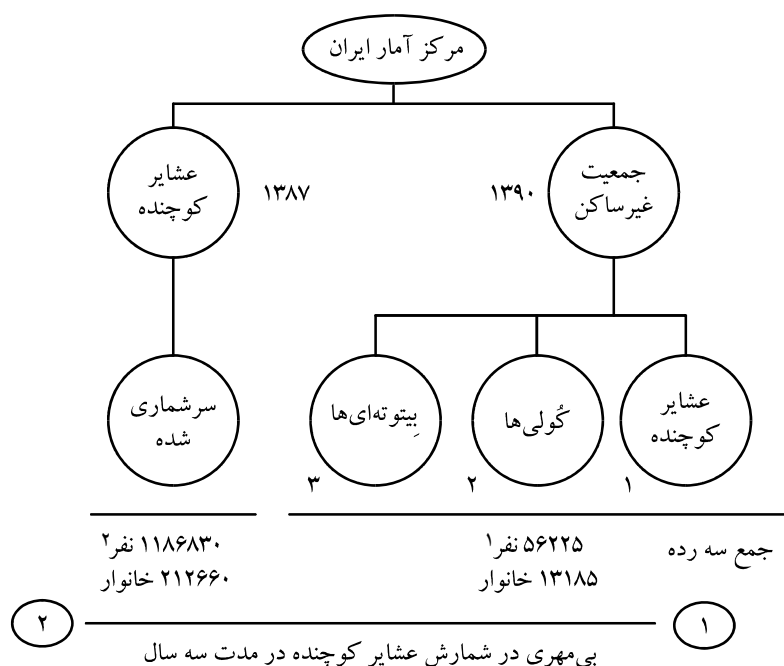 مرکز آمار ایران
جمعیت
غیرساکن
۱۳۹۰
۱۳۸۷
عشایر
کوچنده
عشایر
کوچنده
۱
کُولی‌ها
۲
بِیتوته‌ای‌ها
۳
سرشماری
شده
جمع سه رده
۵۶۲۲۵ نفر۱
۱۳۱۸۵ خانوار
۱۱۸۶۸۳۰ نفر۲
۲۱۲۶۶۰ خانوار
۱
۲
بی‌مهری در شمارش عشایر کوچنده در مدت سه سال